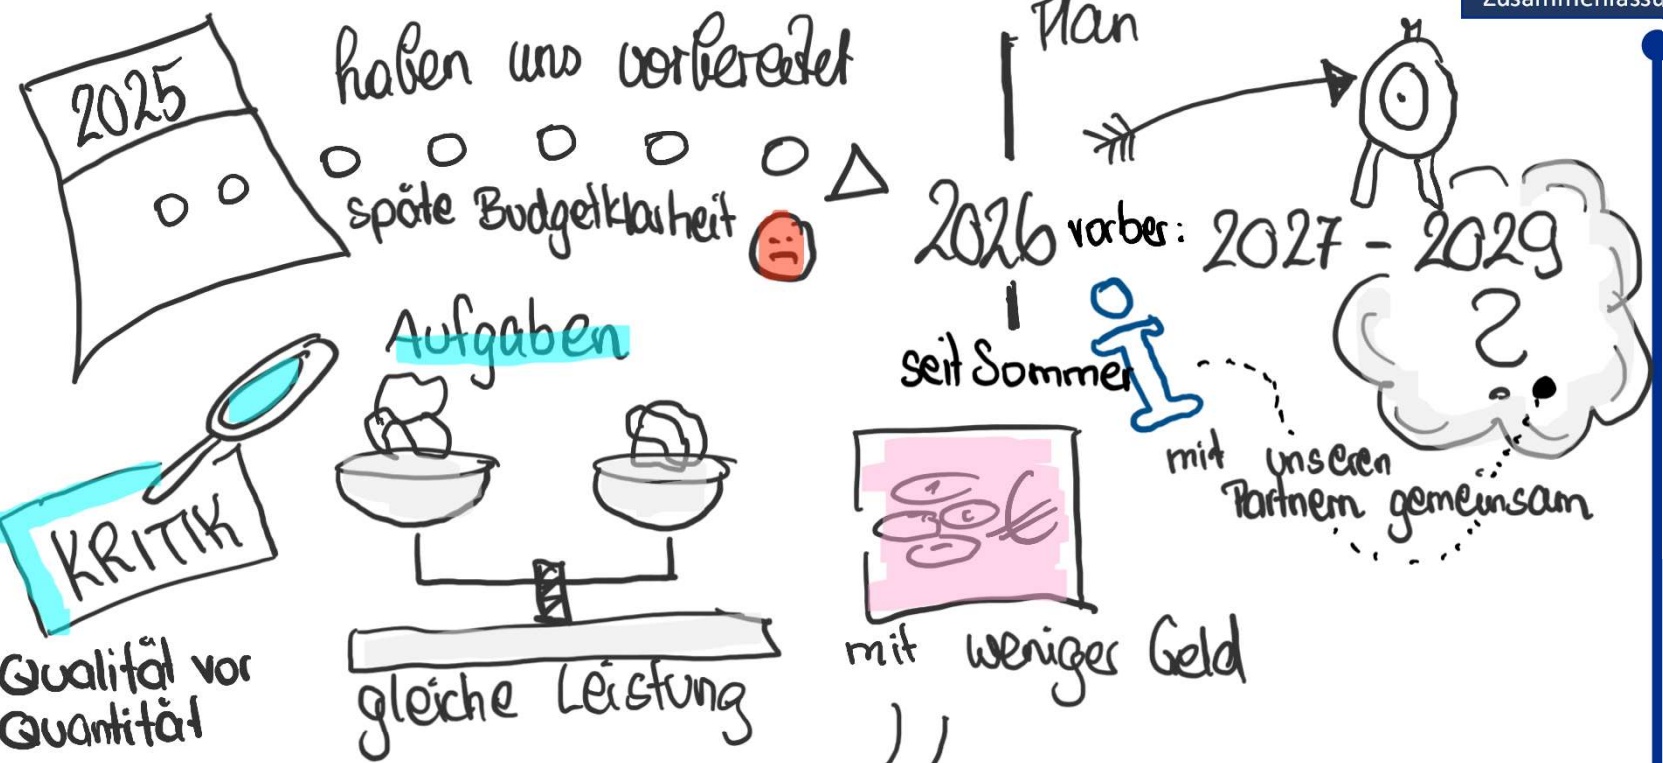 Plan
haben uns vorbereitet
2025
späte Budgetklarheit
2026 vorber: 2027 - 2029
?
Aufgaben
seit Sommer
mit unseren
Partnern gemeinsam
KRITIK
€
mit weniger Geld
Qualität vor
Quantität
gleiche Leistung